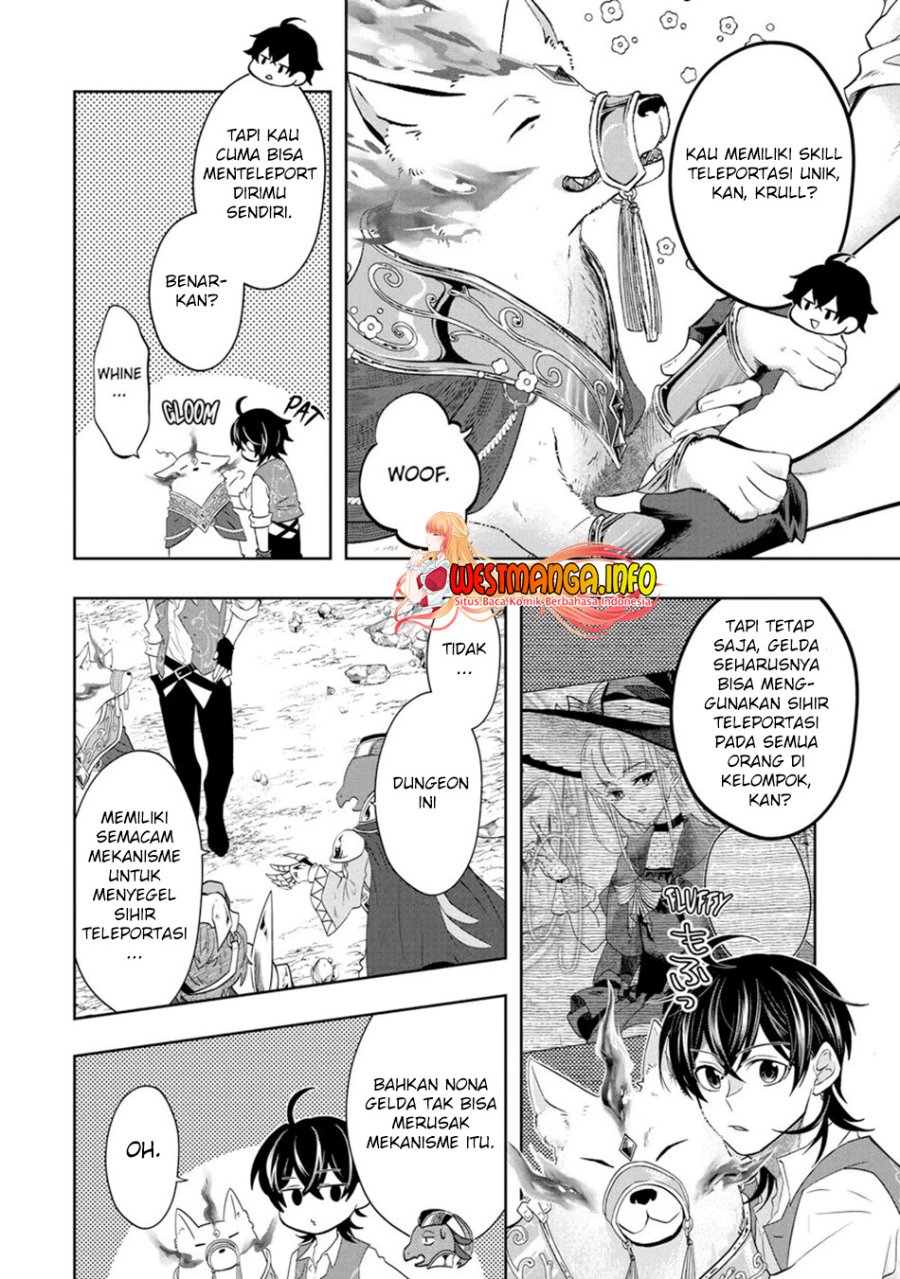 KAU MEMILIKI SKILL
TELEPORTASI UNIK,
KAN, KRULL?
WOOF.
TAPI KAU
CUMA BISA
MENTELEPORT
DIRIMU
SENDIRI.
BENAR-
KAN?
WHINE
...
GLOOM
PAT
WESTMANGA.INFO
Situs Baca Komik Berbahasa Indonesia
TAPI TETAP
SAJA, GELDA
SEHARUSNYA
BISA MENG-
GUNAKAN SIHIR
TELEPORTASI
PADA SEMUA
ORANG DI
KELOMPOK,
KAN?
FLUFFY
もふっ
TIDAK
...
DUNGEON
INI
MEMILIKI
SEMACAM
MEKANISME
UNTUK
MENYEGEL
SIHIR
TELEPORTASI
...
BAHKAN NONA
GELDA TAK BISA
MERUSAK
MEKANISME ITU.
OH.